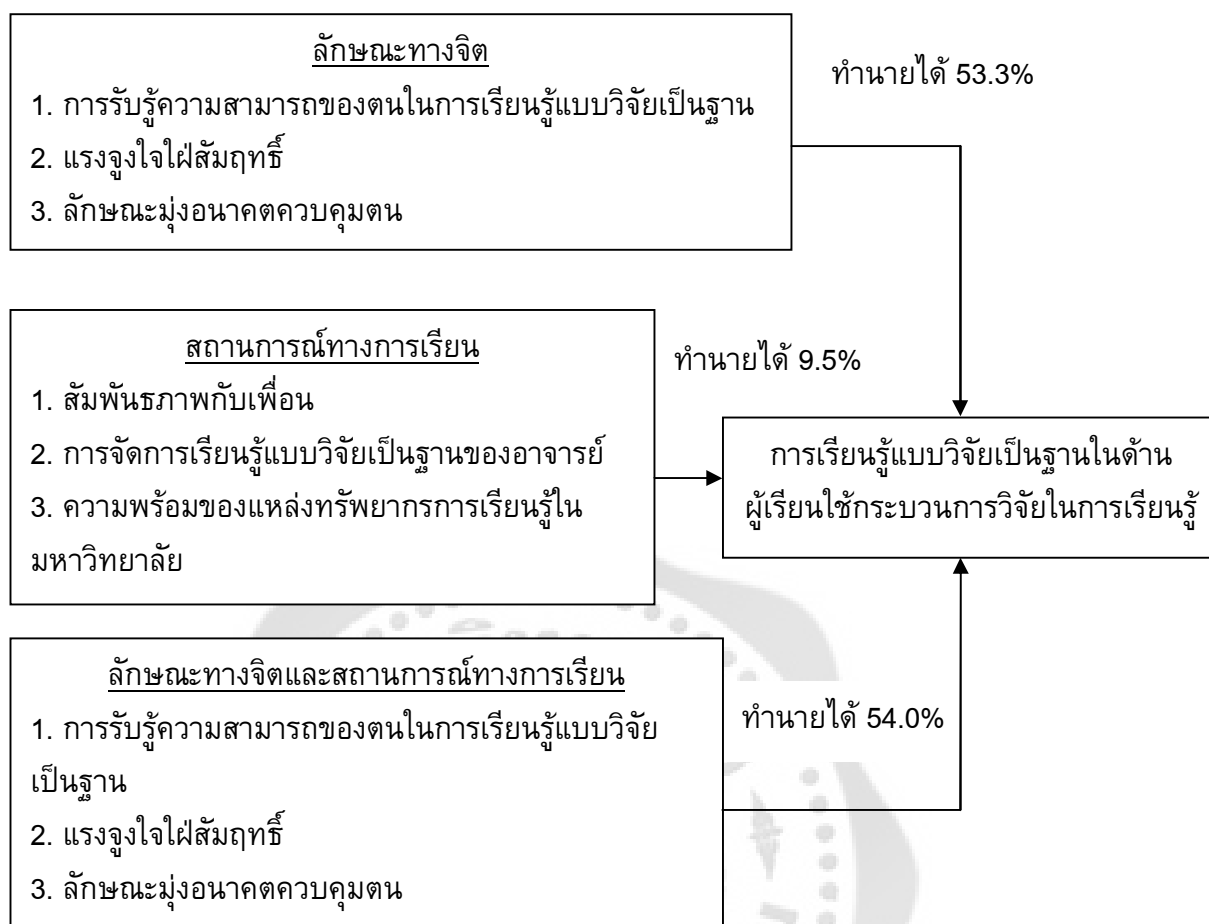 ลักษณะทางจิต
ทำนายได้ 53.3%
1. การรับรู้ความสามารถของตนในการเรียนรู้แบบวิจัยเป็นฐาน
2. แรงจูงใจใฝ่สัมฤทธิ์
3. ลักษณะมุ่งอนาคตควบคุมตน
สถานการณ์ทางการเรียน
ทำนายได้ 9.5%
1. สัมพันธภาพกับเพื่อน
2. การจัดการเรียนรู้แบบวิจัยเป็นฐานของอาจารย์
3. ความพร้อมของแหล่งทรัพยากรการเรียนรู้ใน
มหาวิทยาลัย
การเรียนรู้แบบวิจัยเป็นฐานในด้าน
ผู้เรียนใช้กระบวนการวิจัยในการเรียนรู้
ลักษณะทางจิตและสถานการณ์ทางการเรียน
ทำนายได้ 54.0%
1. การรับรู้ความสามารถของตนในการเรียนรู้แบบวิจัย
เป็นฐาน
2. แรงจูงใจใฝ่สัมฤทธิ์
3. ลักษณะมุ่งอนาคตควบคุมตน